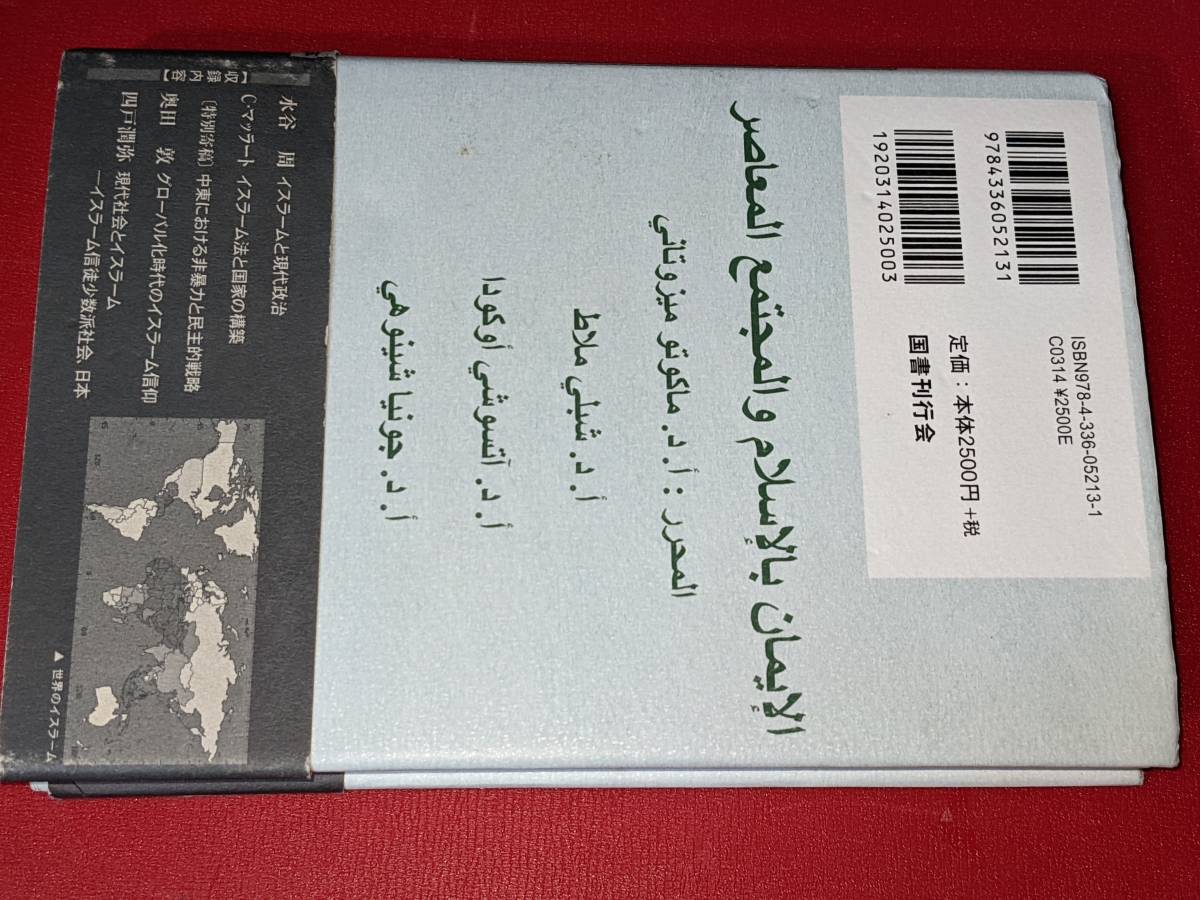 9784336052131
1920314025003
ISBN978-4-336-05213-1
C0314 ¥2500E
定価：本体2500円+税
国書刊行会
الإيمان بالإسلام والمجتمع المعاصر
المحرر : أ. د. ماكوتو ميزوتاني
أ. د. شبلي ملاط
أ. د. آتسوشي أوكودا
أ. د. جونيا شينوهي
【収録内容】
水谷 周 イスラームと現代政治
C・マッラート イスラーム法と国家の構築
〔特別寄稿〕中東における非暴力と民主的戦略
奥田 敦 グローバル化時代のイスラーム信仰
四戸潤弥 現代社会とイスラーム
―イスラーム信徒少数派社会、日本
▲ 世界のイスラーム